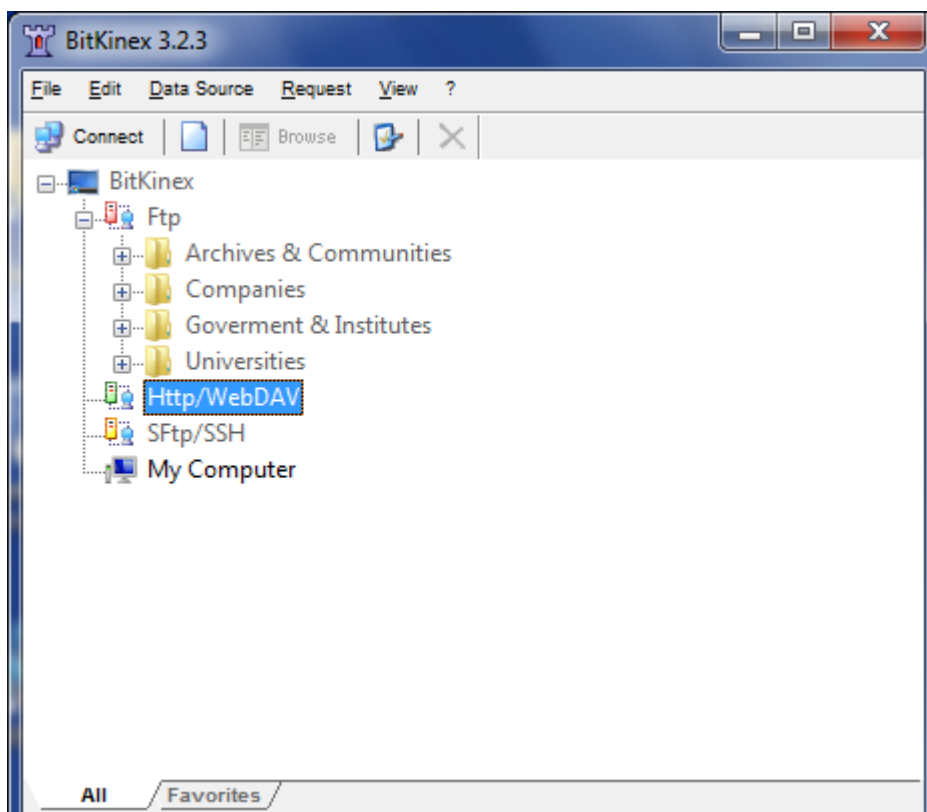 BitKinex 3.2.3
File Edit Data Source Request View ?
Connect Browse
BitKinex
Ftp
Archives & Communities
Companies
Goverment & Institutes
Universities
Http/WebDAV
SFtp/SSH
My Computer
All Favorites